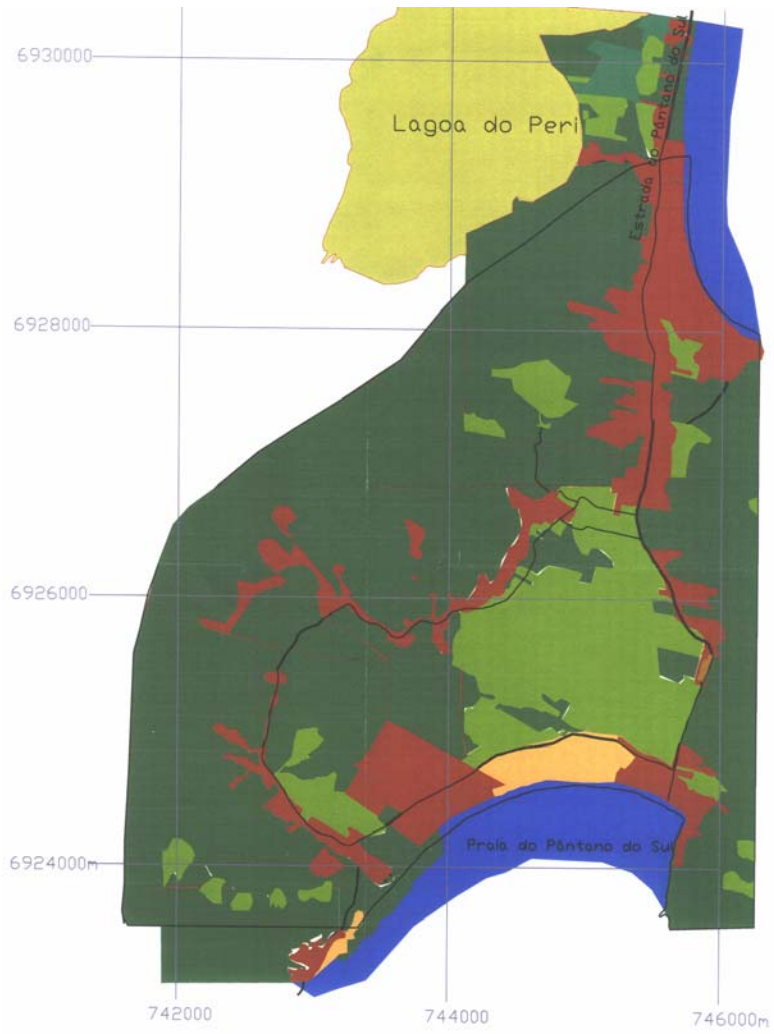 6930000
Lagoa do Peri
Estrada do Pântano do Sul
6928000
6926000
Praia do Pântano do Sul
6924000m
742000
744000
746000m